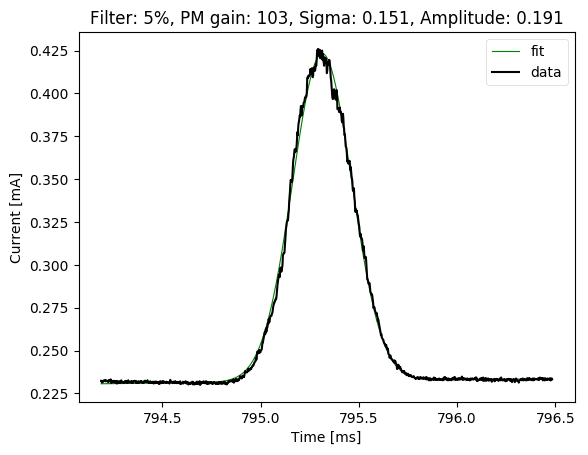 Filter: 5%, PM gain: 103, Sigma: 0.151, Amplitude: 0.191
fit
data
0.425
0.400
0.375
0.350
0.325
0.300
0.275
0.250
0.225
Current [mA]
794.5
795.0
795.5
796.0
796.5
Time [ms]